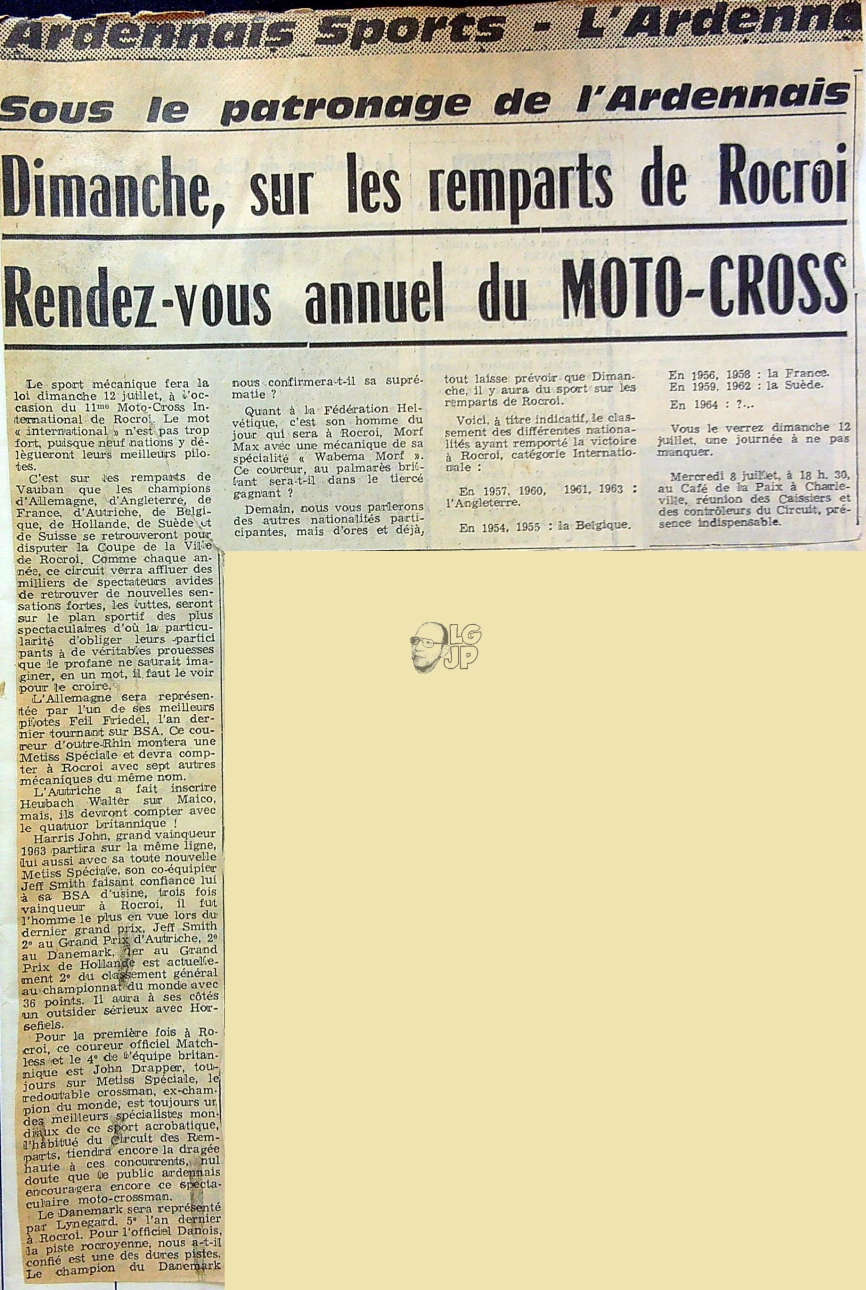 Ardennais Sports - L'Ardenna
Sous le patronage de l'Ardennais
Dimanche, sur les remparts de Rocroi
Rendez-vous annuel du MOTO-CROSS
Le sport mécanique fera la
loi dimanche 12 juillet, à l'oc-
casion du 11me Moto-Cross In-
ternational de Rocroi. Le mot
« international » n'est pas trop
fort, puisque neuf nations y dé-
lègueront leurs meilleurs pilo-
tes.
C'est sur les remparts de
Vauban que les champions
d'Allemagne, d'Angleterre, de
France, d'Autriche, de Belgi-
que, de Hollande, de Suède et
de Suisse se retrouveront pour
disputer la Coupe de la Ville
de Rocroi. Comme chaque an-
née, ce circuit verra affluer des
milliers de spectateurs avides
de retrouver de nouvelles sen-
sations fortes, les luttes, seront
sur le plan sportif des plus
spectaculaires d'où la particu-
larité d'obliger leurs partici
pants à de véritables prouesses
que le profane ne saurait ima-
giner, en un mot, il faut le voir
pour le croire.
L'Allemagne sera représen-
tée par l'un de ses meilleurs
pilotes Feil Friedel, l'an der-
nier tournant sur BSA. Ce cou-
reur d'outre-Rhin montera une
Metiss Spéciale et devra comp-
ter à Rocroi avec sept autres
mécaniques du même nom.
L'Autriche a fait inscrire
Heubach Walter sur Maico,
mais, ils devront compter avec
le quatuor britannique !
Harris John, grand vainqueur
1963 partira sur la même ligne,
lui aussi avec sa toute nouvelle
Metiss Spéciale, son co-équipier
Jeff Smith faisant confiance lui
à sa BSA d'usine, trois fois
vainqueur à Rocroi, il fut
l'homme le plus en vue lors du
dernier grand prix, Jeff Smith
2e au Grand Prix d'Autriche, 2e
au Danemark, 1er au Grand
Prix de Hollande est actuelle-
ment 2e du classement général
au championnat du monde avec
36 points. Il aura à ses côtés
un outsider sérieux avec Hor-
sefiels.
Pour la première fois à Ro-
croi, ce coureur officiel Match-
less et le 4e de l'équipe britan-
nique est John Drapper, tou-
jours sur Metiss Spéciale, le
redoutable crossman, ex-cham-
pion du monde, est toujours un
des meilleurs spécialistes mon-
diaux de ce sport acrobatique,
l'habitué du Circuit des Rem-
parts, tiendra encore la dragée
haute à ces concurrents, nul
doute que le public ardennais
encouragera encore ce specta-
culaire moto-crossman.
Le Danemark sera représenté
par Lynegard, 5e l'an dernier
à Rocroi. Pour l'officiel Danois,
la piste rocroyenne, nous a-t-il
confié est une des dures pistes.
Le champion du Danemark
nous confirmera-t-il sa supré-
matie ?
Quant à la Fédération Hel-
vétique, c'est son homme du
jour qui sera à Rocroi, Morf
Max avec une mécanique de sa
spécialité « Wabema Morf ».
Ce coureur, au palmarès bril-
lant sera-t-il dans le tiercé
gagnant ?
Demain, nous vous parlerons
des autres nationalités parti-
cipantes, mais d'ores et déjà,
tout laisse prévoir que Diman-
che, il y aura du sport sur les
remparts de Rocroi.
Voici, à titre indicatif, le clas-
sement des différentes nationa-
lités ayant remporté la victoire
à Rocroi, catégorie Internatio-
nale :
En 1957, 1960, 1961, 1963 :
l'Angleterre.
En 1954, 1955 : la Belgique.
En 1956, 1958 : la France.
En 1959, 1962 : la Suède.
En 1964 : ?...
Vous le verrez dimanche 12
juillet, une journée à ne pas
manquer.
Mercredi 8 juillet, à 18 h. 30,
au Café de la Paix à Charle-
ville, réunion des Caissiers et
des contrôleurs du Circuit, pré-
sence indispensable.
LG
JP